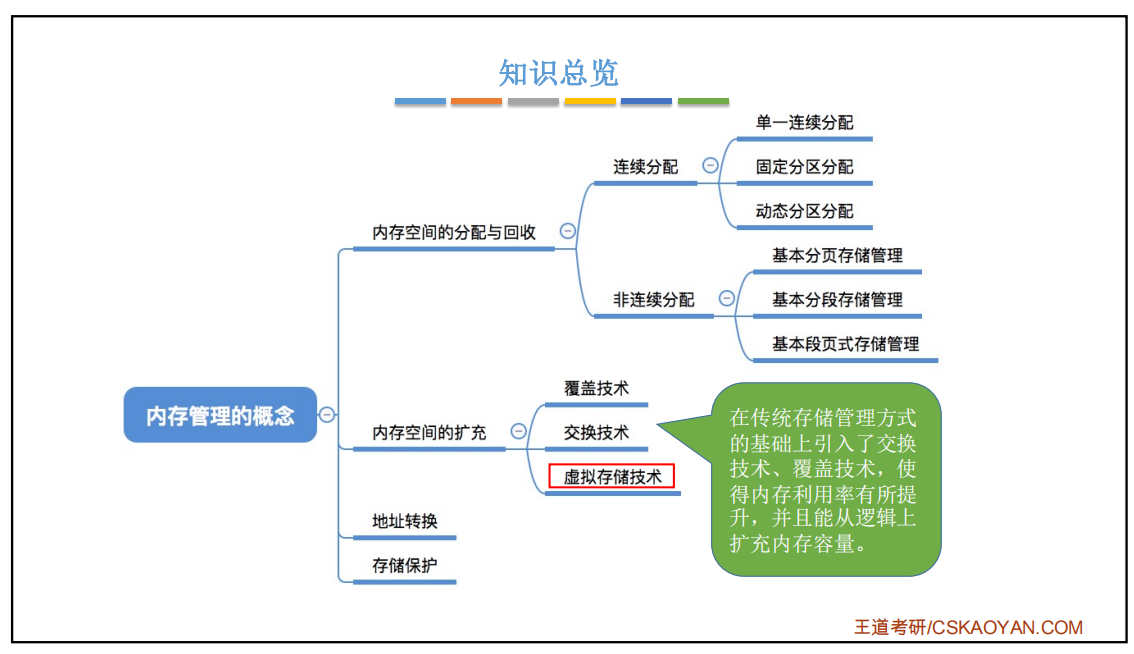 知识总览
单一连续分配
连续分配
固定分区分配
动态分区分配
内存空间的分配与回收
基本分页存储管理
非连续分配
基本分段存储管理
基本段页式存储管理
内存管理的概念
覆盖技术
内存空间的扩充
交换技术
虚拟存储技术
在传统存储管理方式
的基础上引入了交换
技术、覆盖技术，使
得内存利用率有所提
升，并且能从逻辑上
扩充内存容量。
地址转换
存储保护
王道考研/CSKAOYAN.COM